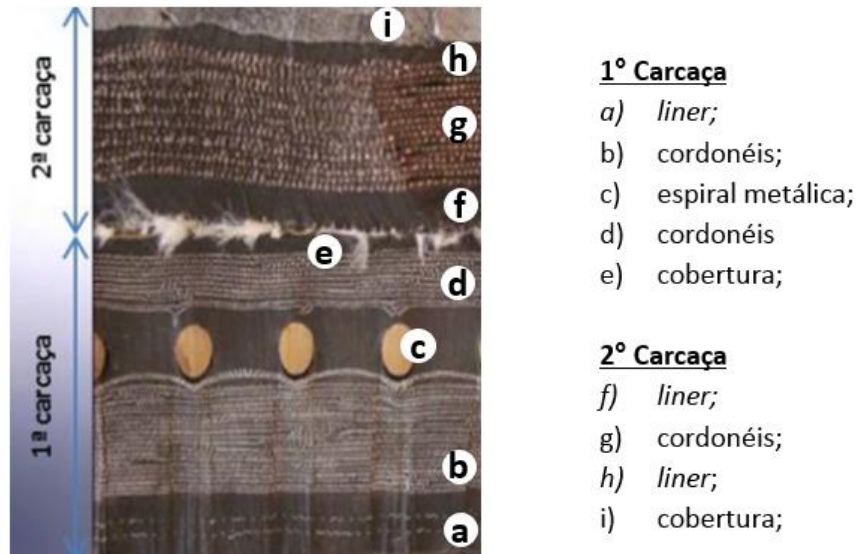 2ª carcaça
1ª carcaça
i
h
g
f
e
d
c
b
a
1° Carcaça
a) liner;
b) cordonéis;
c) espiral metálica;
d) cordonéis
e) cobertura;
2° Carcaça
f) liner;
g) cordonéis;
h) liner;
i) cobertura;